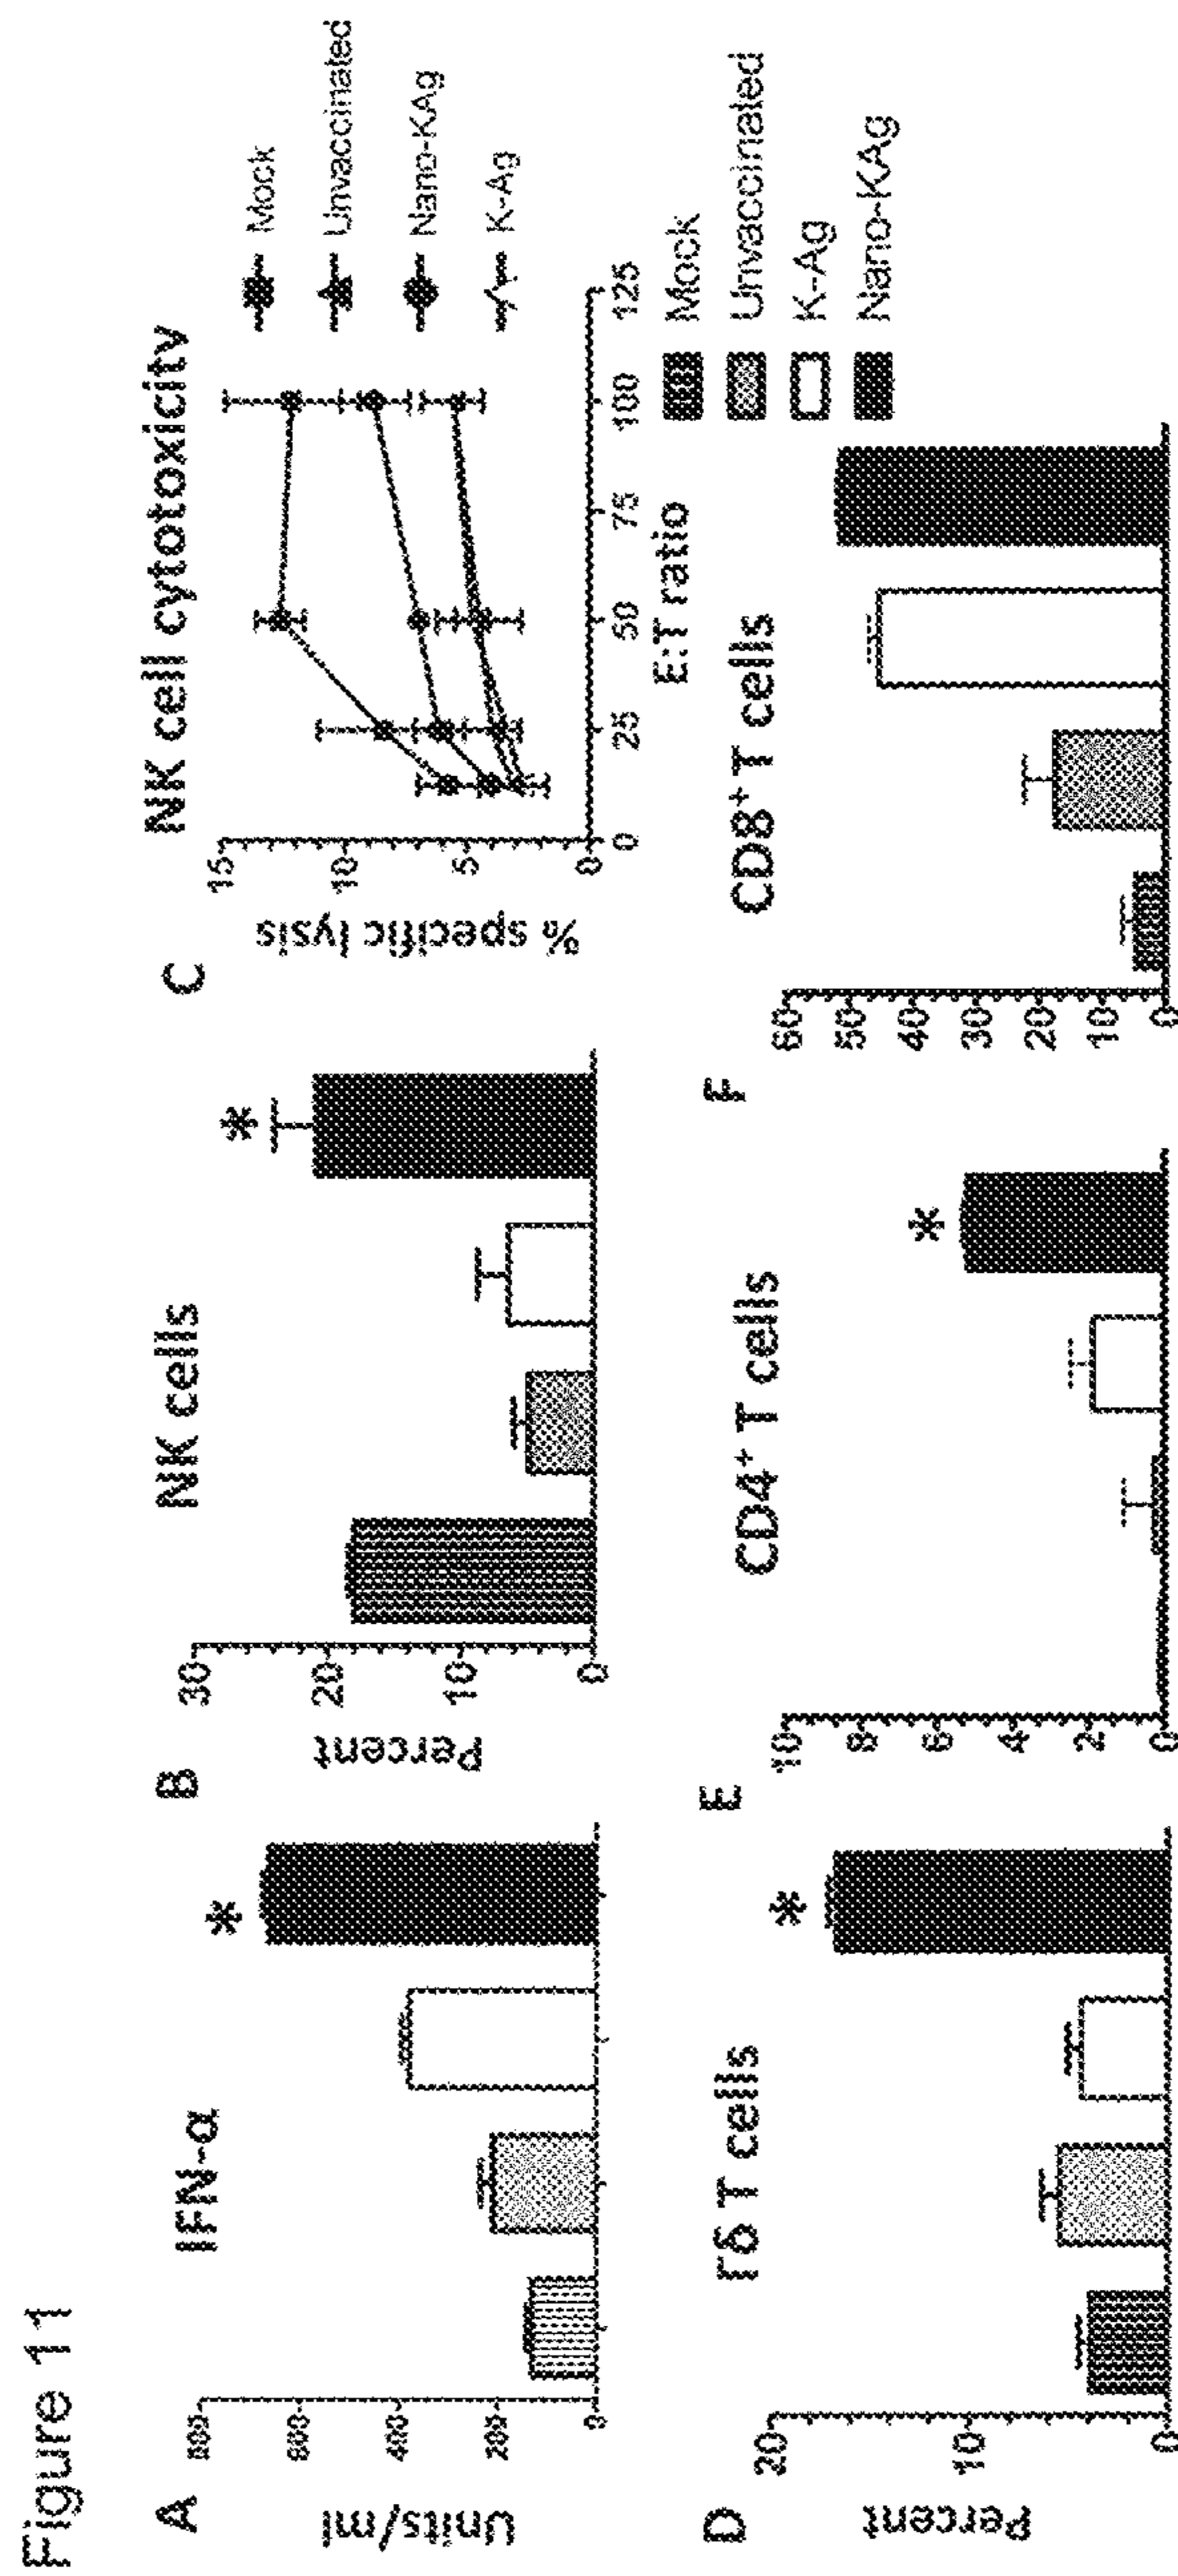 Figure 11
A
IFN-α
Units/ml
800
600
400
200
0
*
B
NK cells
Percent
30
20
10
0
*
C
NK cell cytotoxicity
% specific lysis
15
10
5
0
0 25 50 75 100 125
E:T ratio
Mock
Unvaccinated
Nano-KAg
K-Ag
D
Γδ T cells
Percent
20
10
0
*
E
CD4⁺ T cells
10
8
6
4
2
0
*
F
CD8⁺ T cells
60
50
40
30
20
10
0
Mock
Unvaccinated
K-Ag
Nano-KAg